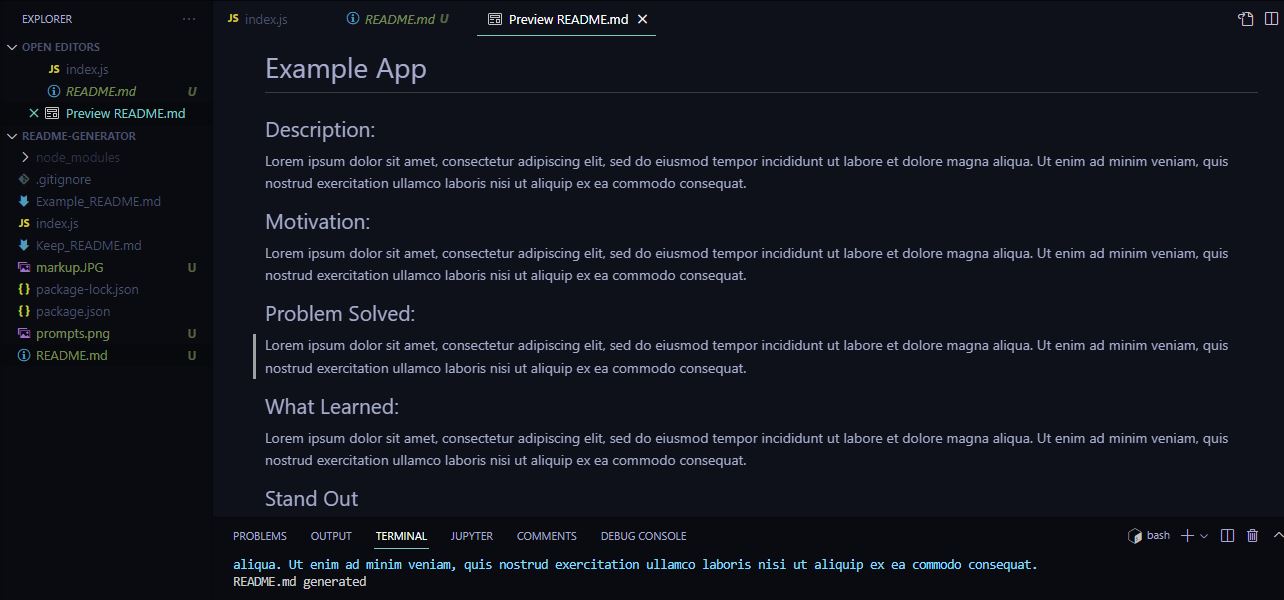 EXPLORER ...
JS index.js
README.md U
Preview README.md
OPEN EDITORS
JS index.js
README.md U
Preview README.md
README-GENERATOR
node_modules
.gitignore
Example_README.md
JS index.js
Keep_README.md
markup.JPG U
{} package-lock.json
{} package.json
prompts.png U
README.md U
Example App
Description:
Lorem ipsum dolor sit amet, consectetur adipiscing elit, sed do eiusmod tempor incididunt ut labore et dolore magna aliqua. Ut enim ad minim veniam, quis
nostrud exercitation ullamco laboris nisi ut aliquip ex ea commodo consequat.
Motivation:
Lorem ipsum dolor sit amet, consectetur adipiscing elit, sed do eiusmod tempor incididunt ut labore et dolore magna aliqua. Ut enim ad minim veniam, quis
nostrud exercitation ullamco laboris nisi ut aliquip ex ea commodo consequat.
Problem Solved:
Lorem ipsum dolor sit amet, consectetur adipiscing elit, sed do eiusmod tempor incididunt ut labore et dolore magna aliqua. Ut enim ad minim veniam, quis
nostrud exercitation ullamco laboris nisi ut aliquip ex ea commodo consequat.
What Learned:
Lorem ipsum dolor sit amet, consectetur adipiscing elit, sed do eiusmod tempor incididunt ut labore et dolore magna aliqua. Ut enim ad minim veniam, quis
nostrud exercitation ullamco laboris nisi ut aliquip ex ea commodo consequat.
Stand Out
PROBLEMS OUTPUT TERMINAL JUPYTER COMMENTS DEBUG CONSOLE bash
aliqua. Ut enim ad minim veniam, quis nostrud exercitation ullamco laboris nisi ut aliquip ex ea commodo consequat.
README.md generated